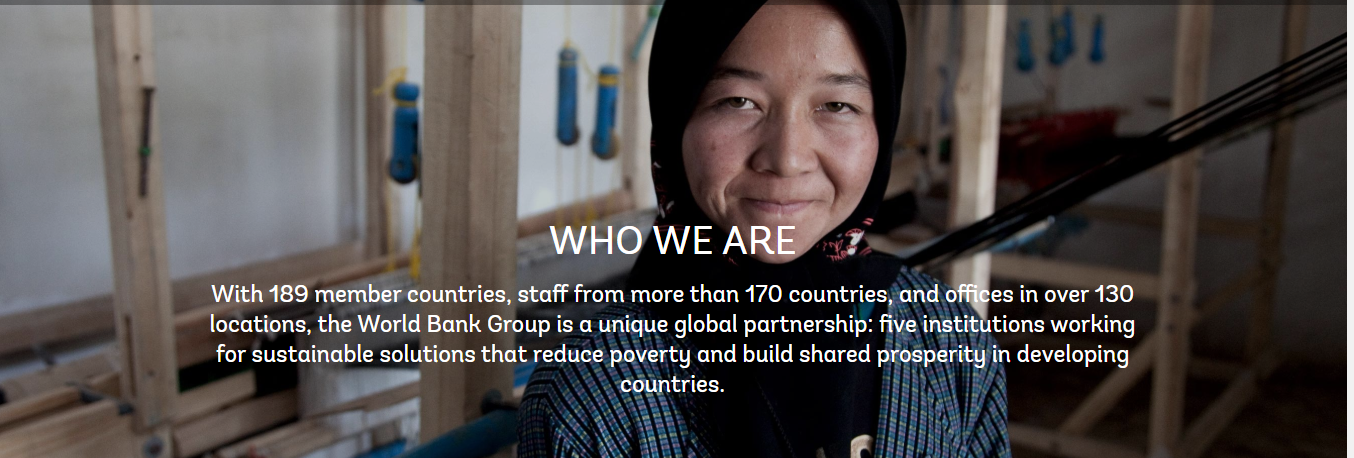 WHO WE ARE
With 189 member countries, staff from more than 170 countries, and offices in over 130
locations, the World Bank Group is a unique global partnership: five institutions working
for sustainable solutions that reduce poverty and build shared prosperity in developing
countries.